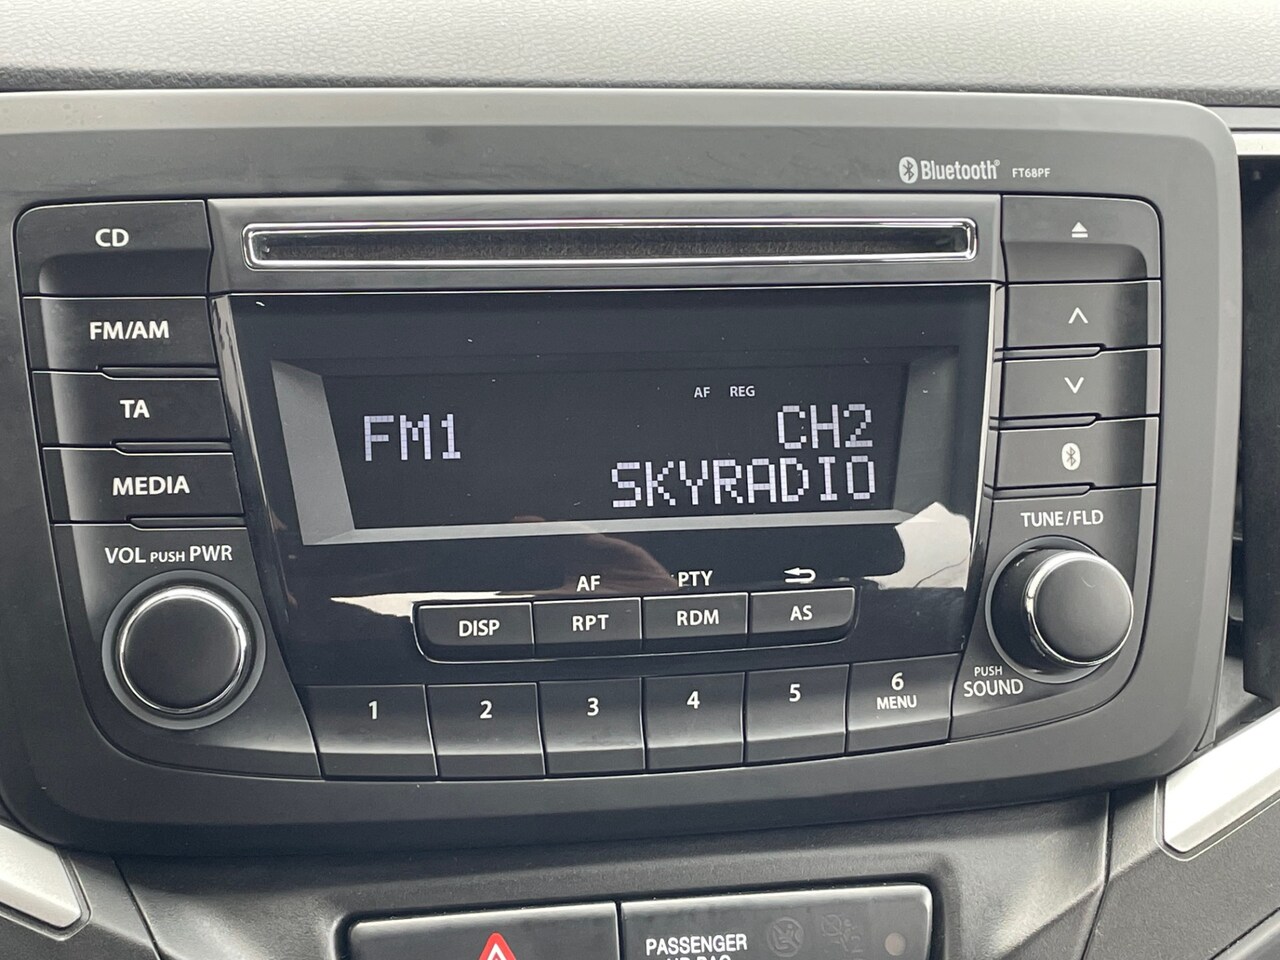 Bluetooth® FT68PF
CD
FM/AM
TA
MEDIA
VOL PUSH PWR
AF REG
FM1 CH2
SKYRADIO
TUNE/FLD
PUSH
SOUND
AF PTY
DISP RPT RDM AS
1 2 3 4 5 6
MENU
PASSENGER